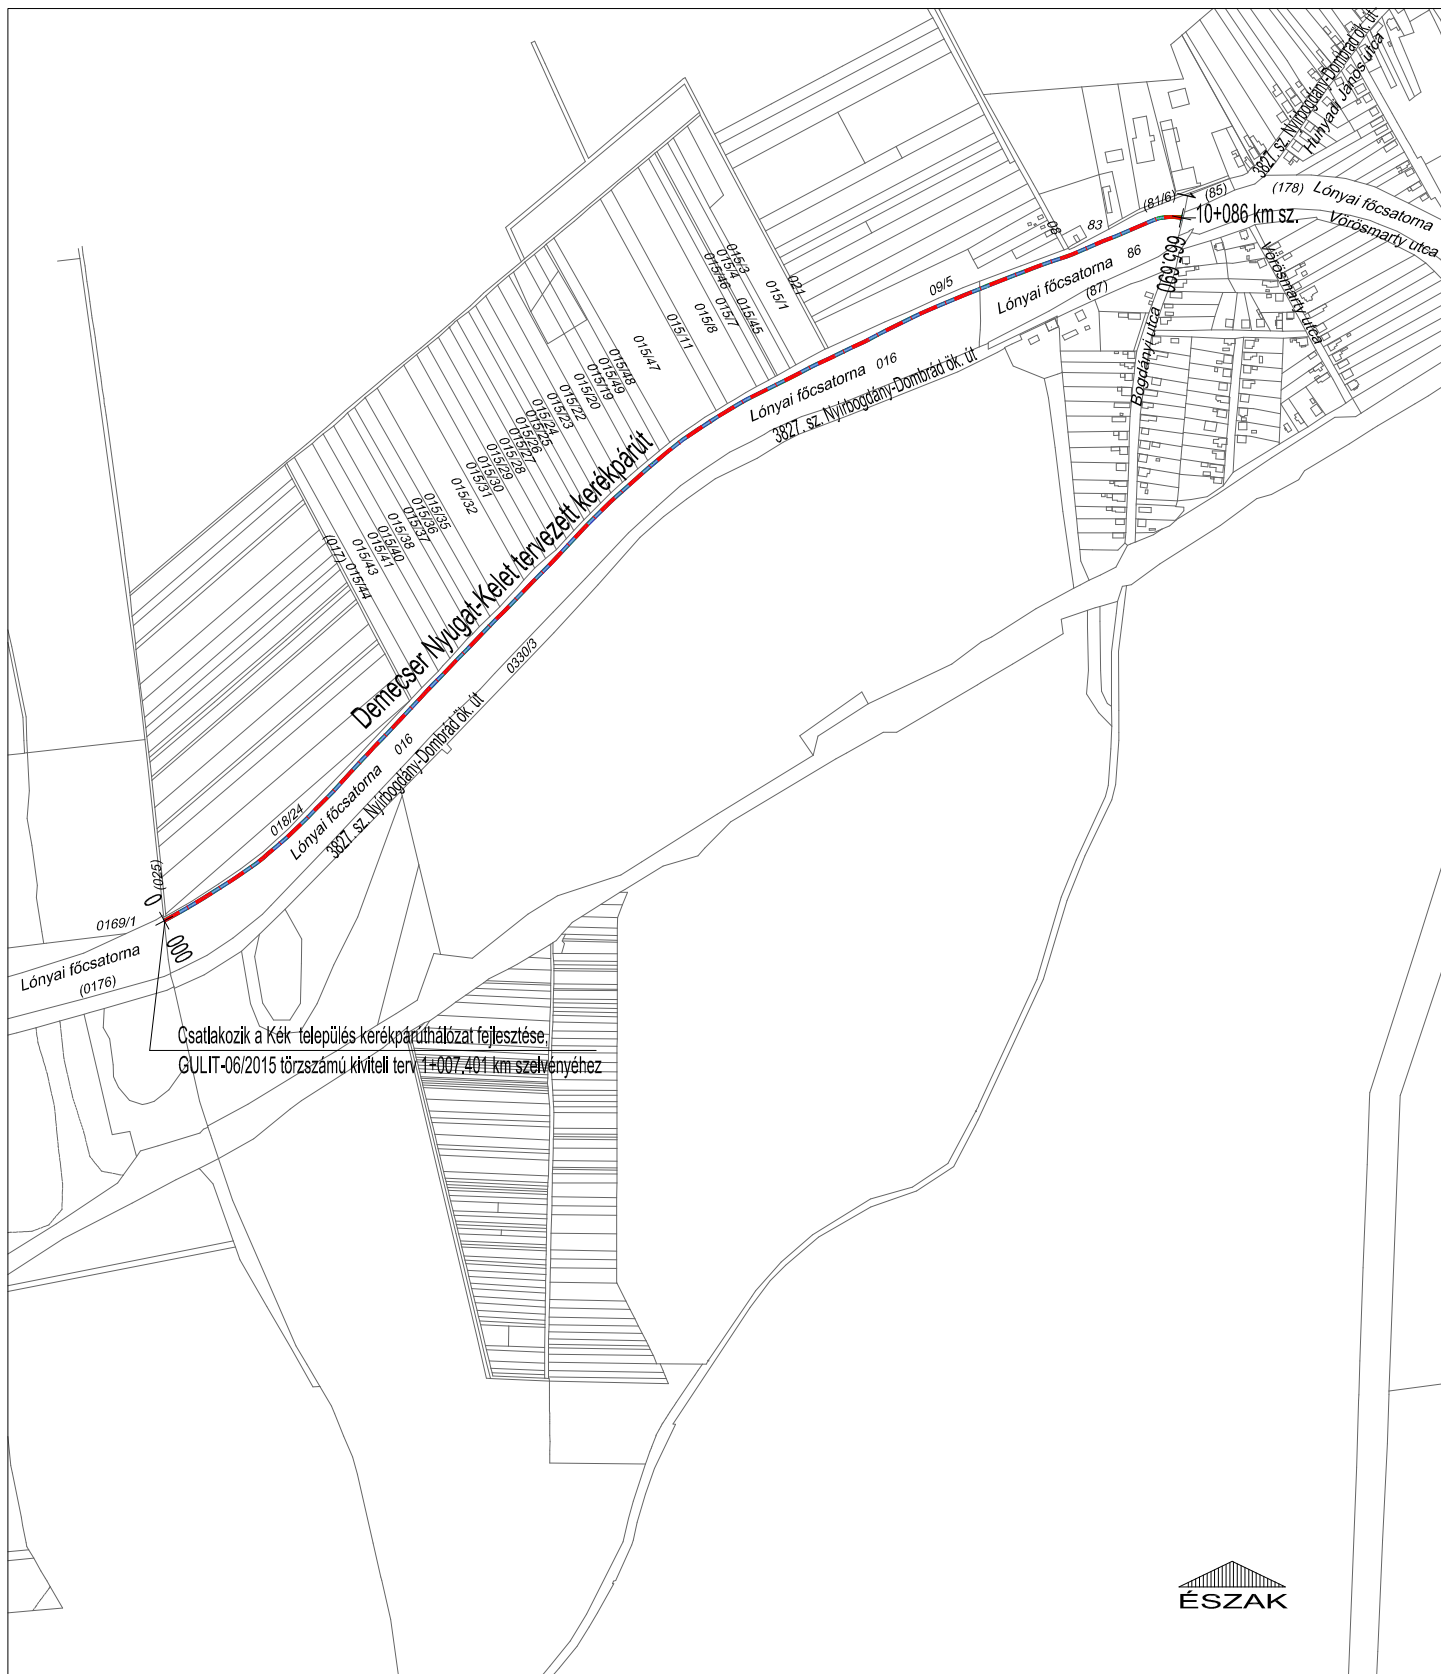 3827. sz. Nyírbogdány-Dombrád ök. út
Hunyadi János utca
(178)
Lónyai főcsatorna
Vörösmarty utca
(85)
(81/6)
10+086 km sz.
83
86
Lónyai főcsatorna
(87)
Vörösmarty utca
Bogdányi utca
09/5
021
015/1
015/3
015/4
015/46
015/45
015/7
015/8
015/11
Lónyai főcsatorna 016
3827. sz. Nyírbogdány-Dombrád ök. út
015/47
015/48
015/49
015/19
015/20
015/22
015/23
015/24
015/25
015/26
015/27
015/28
015/29
015/30
015/31
015/32
015/35
015/36
015/37
015/38
015/40
015/41
015/43
015/44
(017)
Demecser Nyugat-Kelet tervezett kerékpárút
0330/3
016
Lónyai főcsatorna
3827. sz. Nyírbogdány-Dombrád ök. út
018/24
(025)
0
000
0169/1
Lónyai főcsatorna
(0176)
Csatlakozik a Kék település kerékpárúthálózat fejlesztése,
GULIT-06/2015 törzszámú kiviteli terv 1+007.401 km szelvényéhez
ÉSZAK